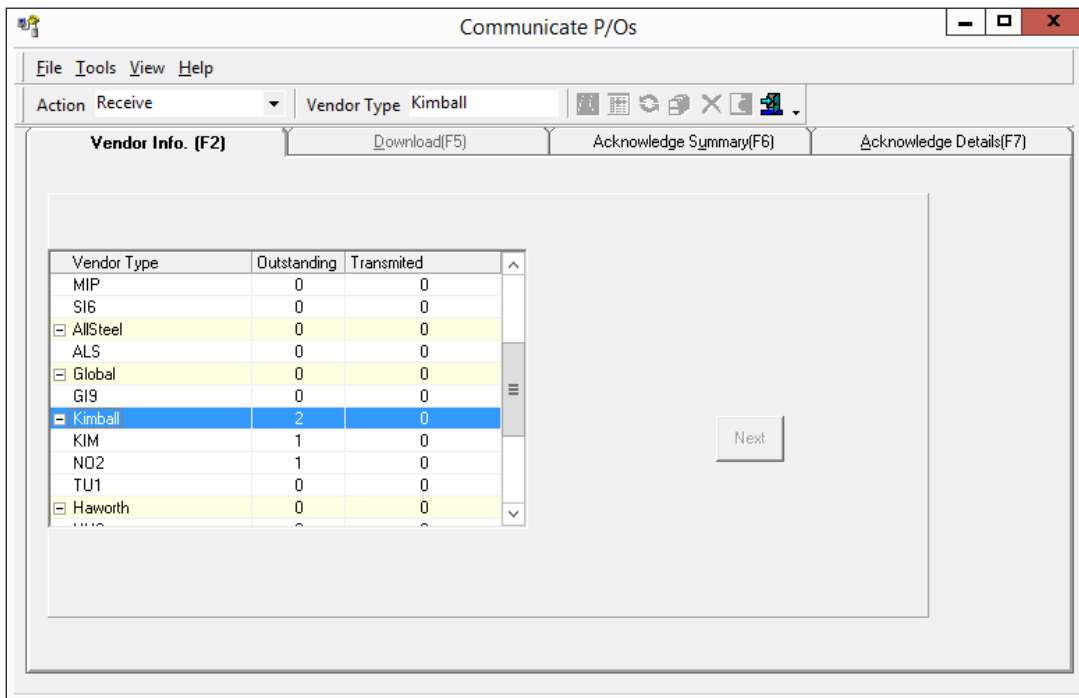 Communicate P/Os
File Tools View Help
Action Receive Vendor Type Kimball
Vendor Info. (F2) Download(F5) Acknowledge Summary(F6) Acknowledge Details(F7)
Vendor Type Outstanding Transmited
MIP 0 0
SI6 0 0
AllSteel 0 0
ALS 0 0
Global 0 0
GI9 0 0
Kimball 2 0
KIM 1 0
NO2 1 0
TU1 0 0
Haworth 0 0
Next